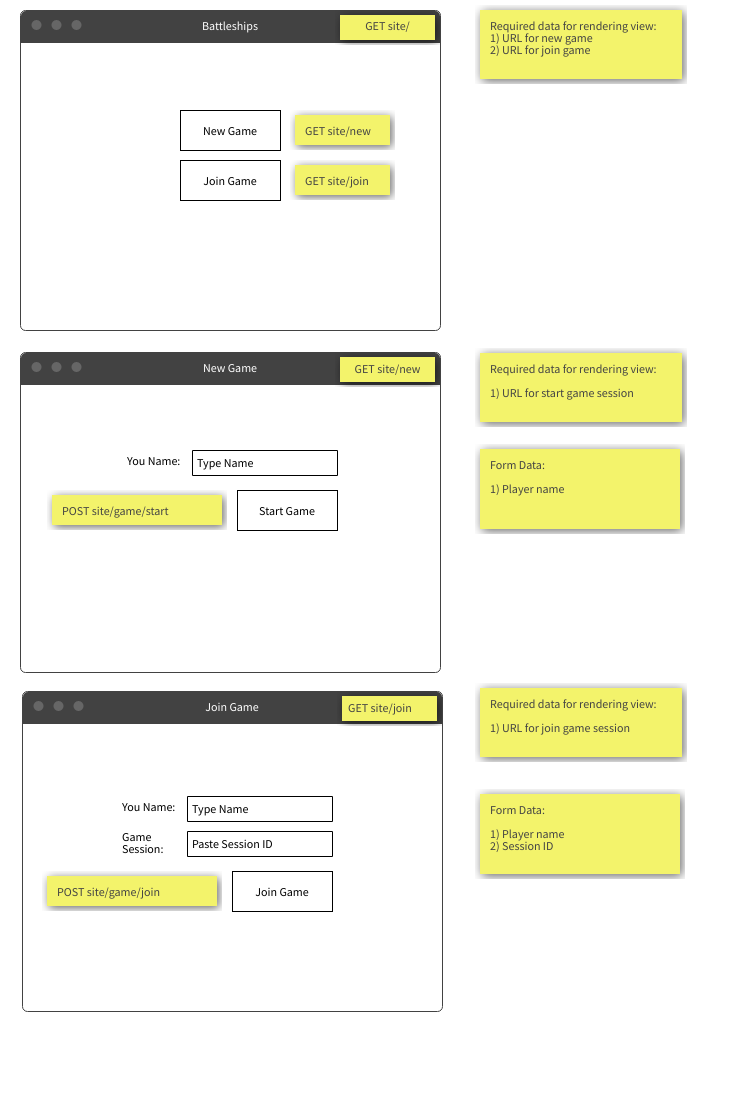 Battleships
GET site/
Required data for rendering view:
1) URL for new game
2) URL for join game
New Game
GET site/new
Join Game
GET site/join
New Game
GET site/new
Required data for rendering view:
1) URL for start game session
You Name:
Type Name
Form Data:
1) Player name
POST site/game/start
Start Game
Join Game
GET site/join
Required data for rendering view:
1) URL for join game session
You Name:
Type Name
Game
Session:
Paste Session ID
Form Data:
1) Player name
2) Session ID
POST site/game/join
Join Game